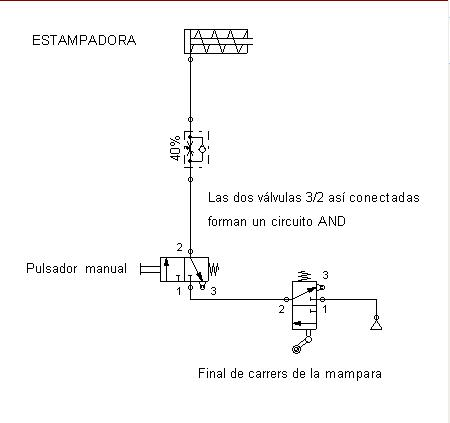 ESTAMPADORA
40%
Las dos válvulas 3/2 así conectadas
forman un circuito AND
2
Pulsador manual
1 3
3
2 1
Final de carrers de la mampara